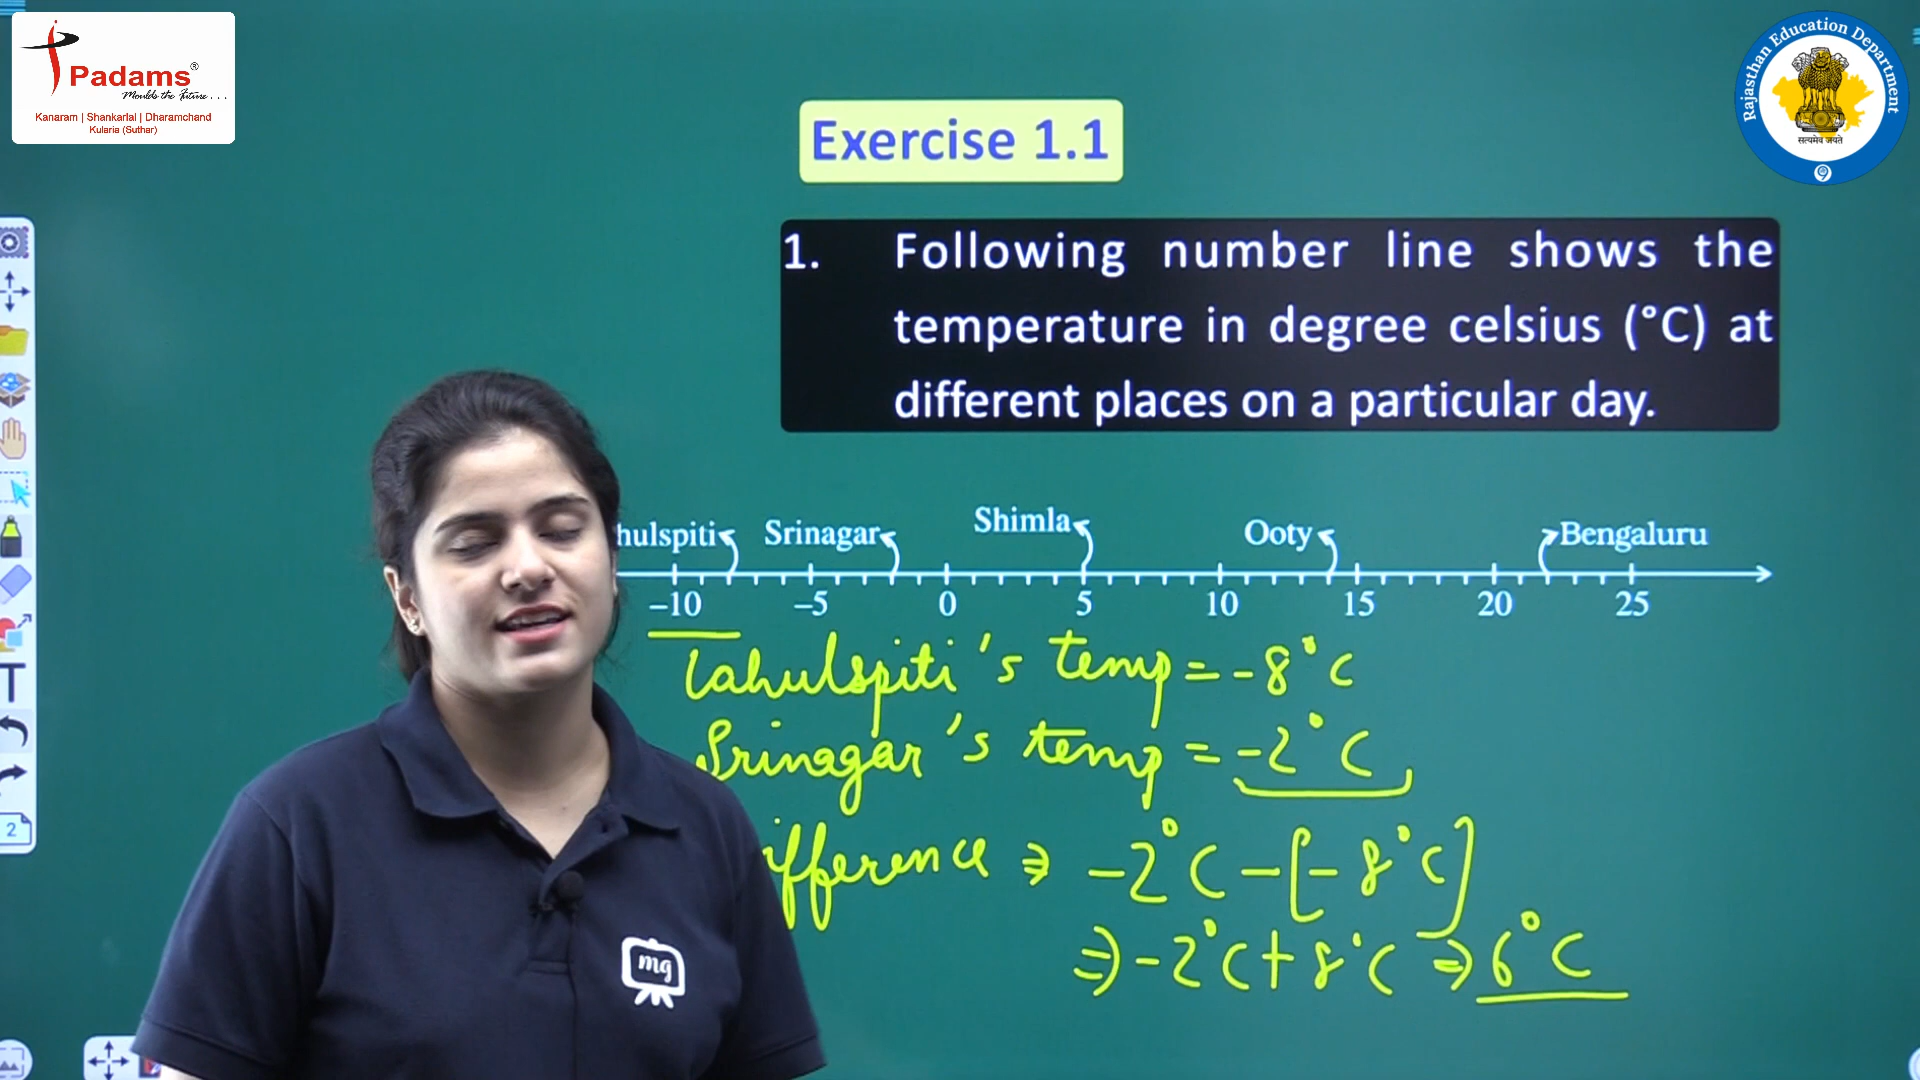 Padams®
Moulds the Future...
Kanaram | Shankarlal | Dharamchand
Kularia (Suthar)
Rajasthan Education Department
सत्यमेव जयते
Exercise 1.1
1. Following number line shows the
temperature in degree celsius (°C) at
different places on a particular day.
hulspiti Srinagar Shimla Ooty Bengaluru
-10 -5 0 5 10 15 20 25
Lahulspiti's temp = -8°C
Srinagar's temp = -2°C
ifference ⇒ -2°C -[-8°C]
⇒ -2°C + 8°C ⇒ 6°C
mg
T
2